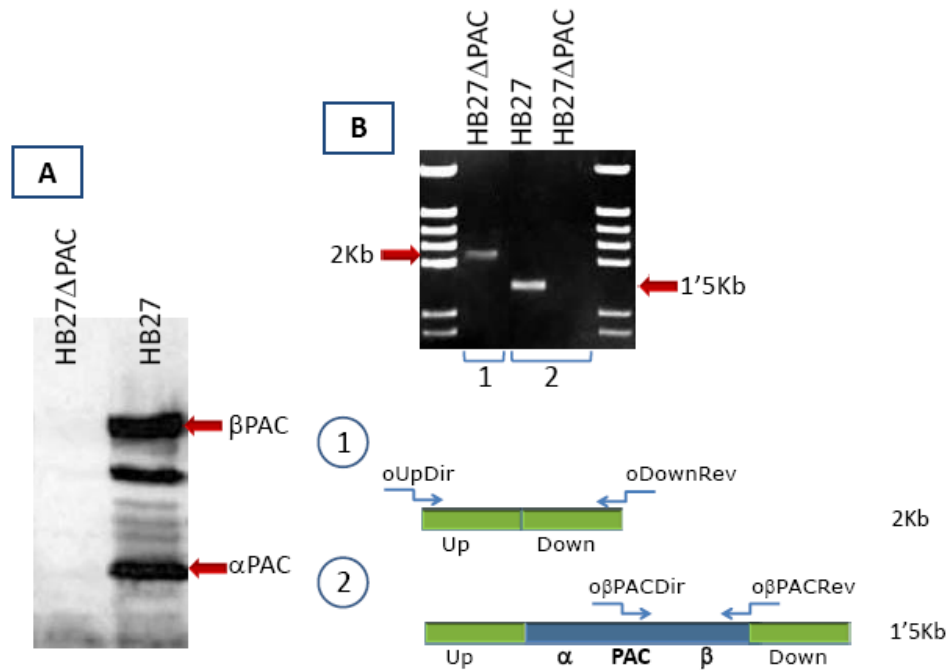 A
HB27ΔPAC
HB27
βPAC
αPAC
B
HB27ΔPAC
HB27
HB27ΔPAC
2Kb
1'5Kb
1
2
1
oUpDir
oDownRev
Up
Down
2Kb
2
oβPACDir
oβPACRev
Up
α
PAC
β
Down
1'5Kb